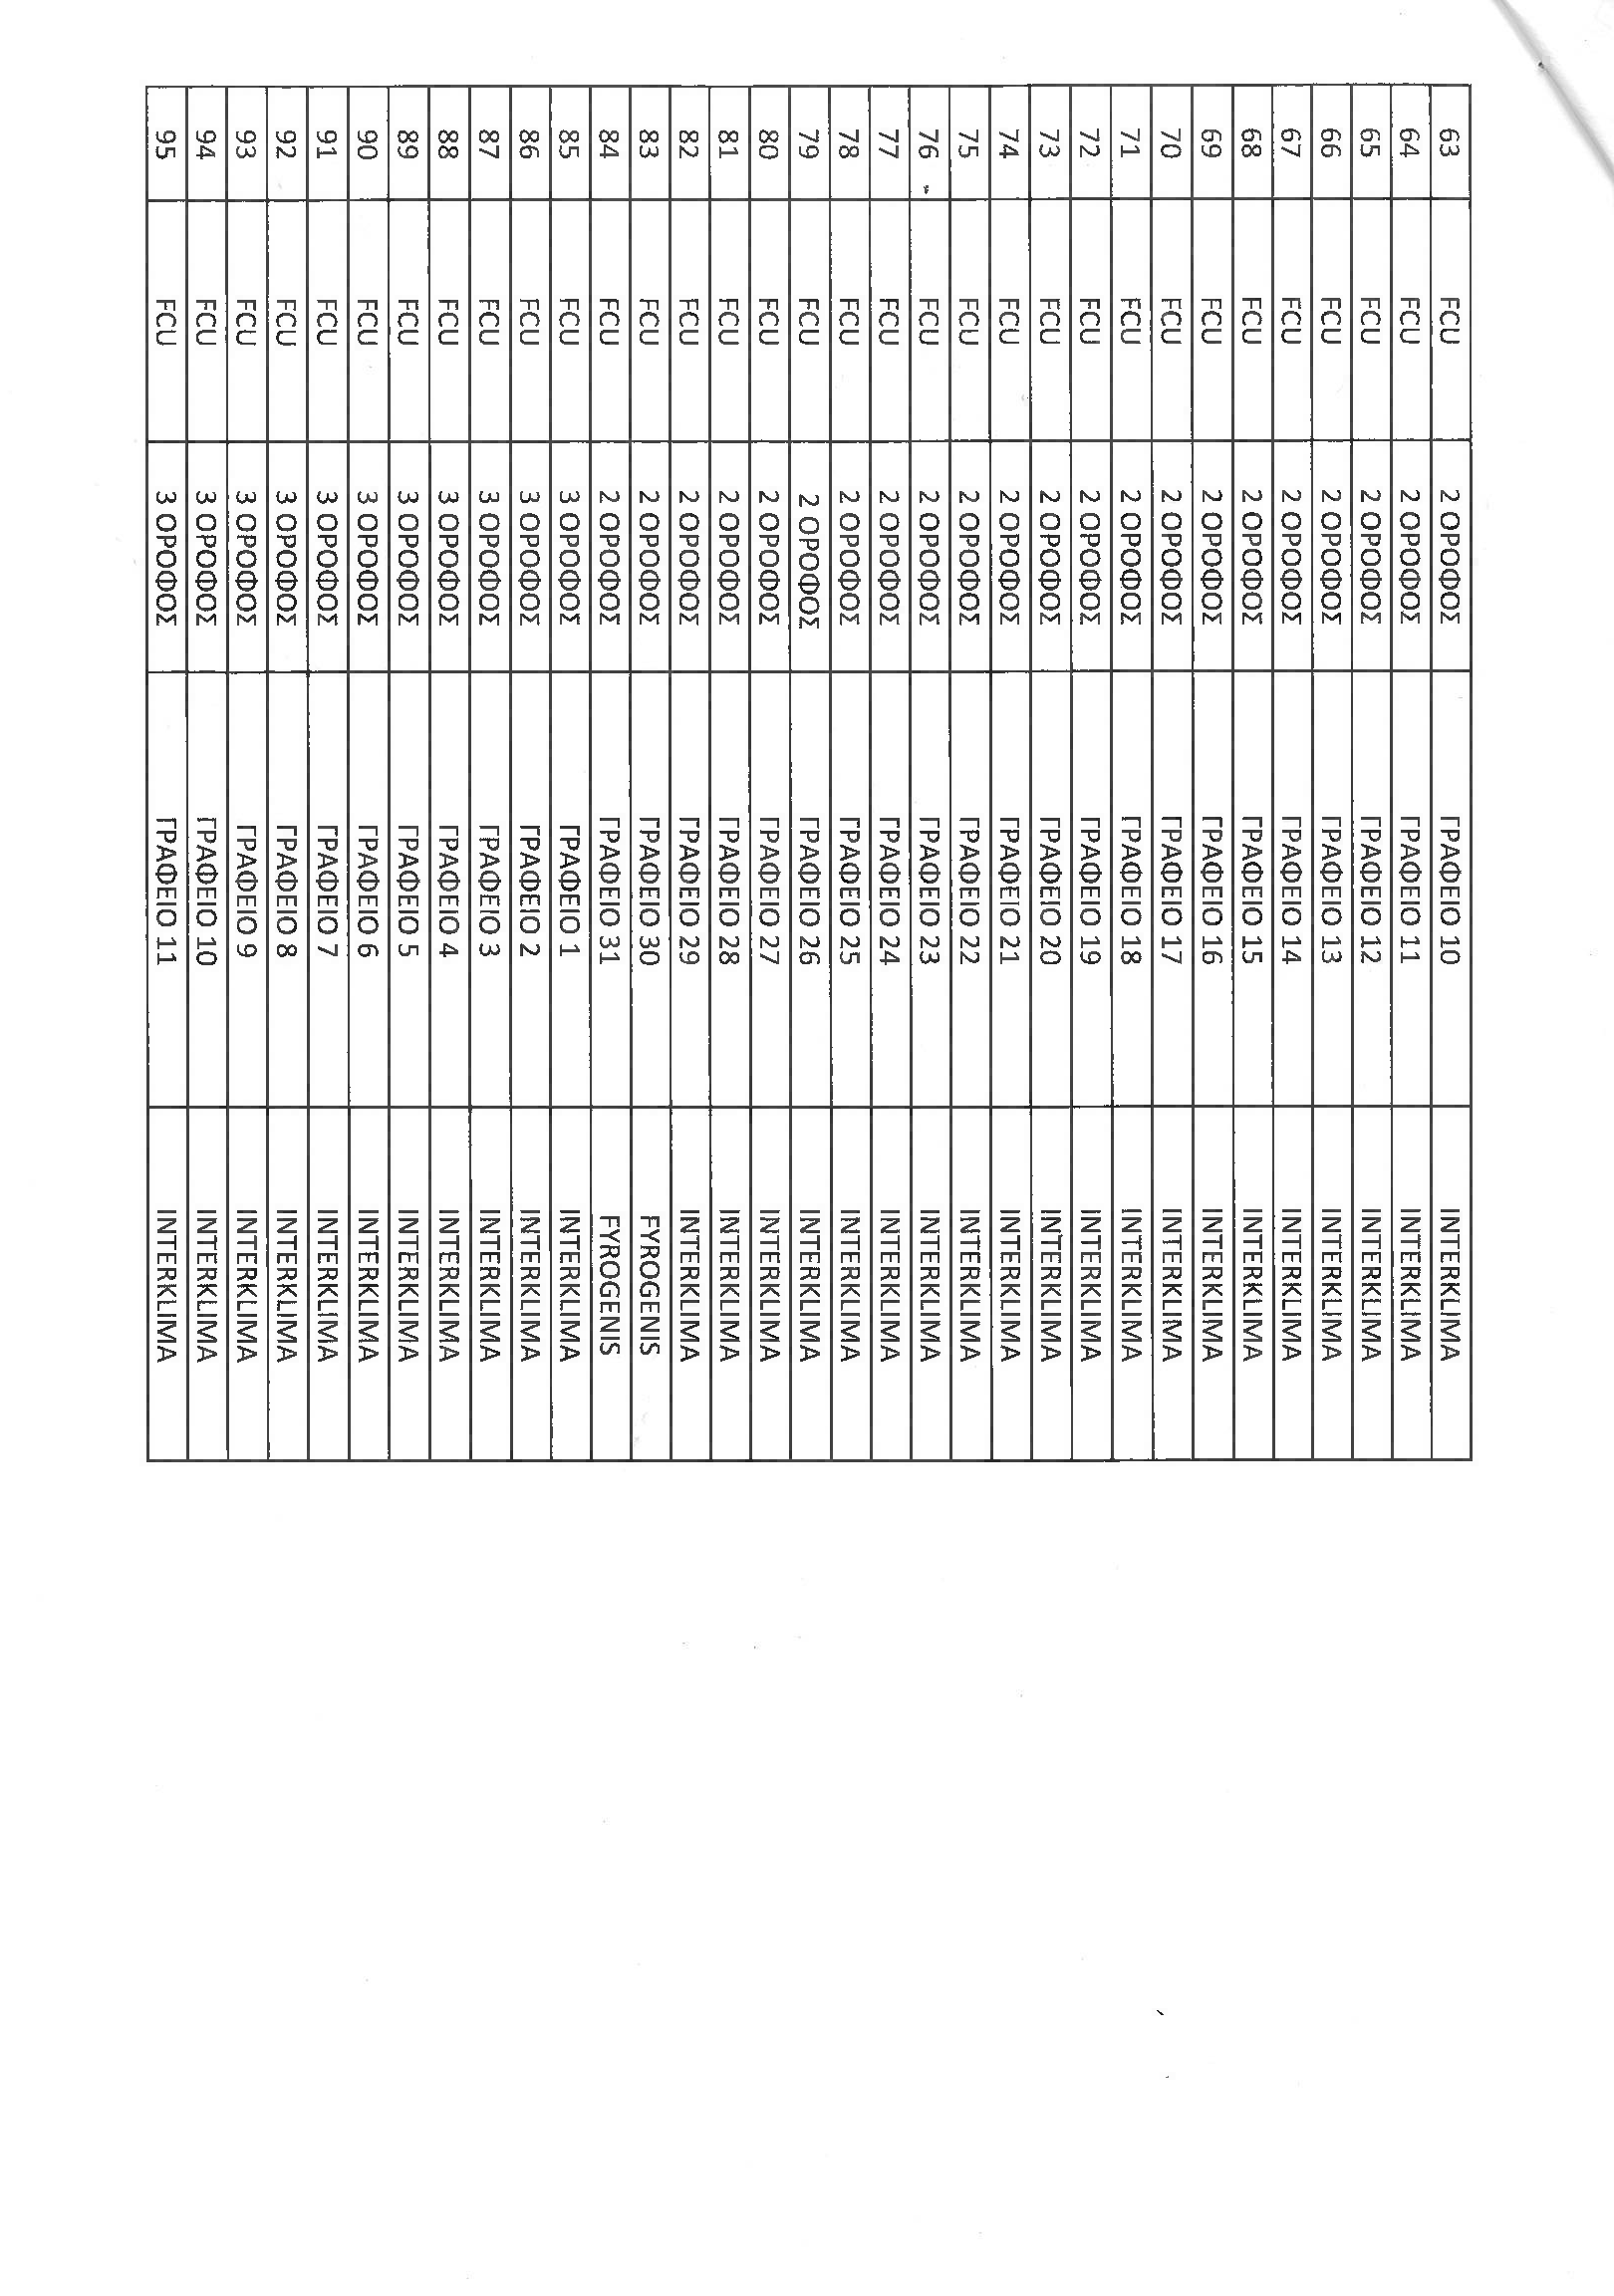 63 FCU 2 ΟΡΟΦΟΣ ΓΡΑΦΕΙΟ 10 INTERKLIMA
64 FCU 2 ΟΡΟΦΟΣ ΓΡΑΦΕΙΟ 11 INTERKLIMA
65 FCU 2 ΟΡΟΦΟΣ ΓΡΑΦΕΙΟ 12 INTERKLIMA
66 FCU 2 ΟΡΟΦΟΣ ΓΡΑΦΕΙΟ 13 INTERKLIMA
67 FCU 2 ΟΡΟΦΟΣ ΓΡΑΦΕΙΟ 14 INTERKLIMA
68 FCU 2 ΟΡΟΦΟΣ ΓΡΑΦΕΙΟ 15 INTERKLIMA
69 FCU 2 ΟΡΟΦΟΣ ΓΡΑΦΕΙΟ 16 INTERKLIMA
70 FCU 2 ΟΡΟΦΟΣ ΓΡΑΦΕΙΟ 17 INTERKLIMA
71 FCU 2 ΟΡΟΦΟΣ ΓΡΑΦΕΙΟ 18 INTERKLIMA
72 FCU 2 ΟΡΟΦΟΣ ΓΡΑΦΕΙΟ 19 INTERKLIMA
73 FCU 2 ΟΡΟΦΟΣ ΓΡΑΦΕΙΟ 20 INTERKLIMA
74 FCU 2 ΟΡΟΦΟΣ ΓΡΑΦΕΙΟ 21 INTERKLIMA
75 FCU 2 ΟΡΟΦΟΣ ΓΡΑΦΕΙΟ 22 INTERKLIMA
76 FCU 2 ΟΡΟΦΟΣ ΓΡΑΦΕΙΟ 23 INTERKLIMA
77 FCU 2 ΟΡΟΦΟΣ ΓΡΑΦΕΙΟ 24 INTERKLIMA
78 FCU 2 ΟΡΟΦΟΣ ΓΡΑΦΕΙΟ 25 INTERKLIMA
79 FCU 2 ΟΡΟΦΟΣ ΓΡΑΦΕΙΟ 26 INTERKLIMA
80 FCU 2 ΟΡΟΦΟΣ ΓΡΑΦΕΙΟ 27 INTERKLIMA
81 FCU 2 ΟΡΟΦΟΣ ΓΡΑΦΕΙΟ 28 INTERKLIMA
82 FCU 2 ΟΡΟΦΟΣ ΓΡΑΦΕΙΟ 29 INTERKLIMA
83 FCU 2 ΟΡΟΦΟΣ ΓΡΑΦΕΙΟ 30 FYROGENIS
84 FCU 2 ΟΡΟΦΟΣ ΓΡΑΦΕΙΟ 31 FYROGENIS
85 FCU 3 ΟΡΟΦΟΣ ΓΡΑΦΕΙΟ 1 INTERKLIMA
86 FCU 3 ΟΡΟΦΟΣ ΓΡΑΦΕΙΟ 2 INTERKLIMA
87 FCU 3 ΟΡΟΦΟΣ ΓΡΑΦΕΙΟ 3 INTERKLIMA
88 FCU 3 ΟΡΟΦΟΣ ΓΡΑΦΕΙΟ 4 INTERKLIMA
89 FCU 3 ΟΡΟΦΟΣ ΓΡΑΦΕΙΟ 5 INTERKLIMA
90 FCU 3 ΟΡΟΦΟΣ ΓΡΑΦΕΙΟ 6 INTERKLIMA
91 FCU 3 ΟΡΟΦΟΣ ΓΡΑΦΕΙΟ 7 INTERKLIMA
92 FCU 3 ΟΡΟΦΟΣ ΓΡΑΦΕΙΟ 8 INTERKLIMA
93 FCU 3 ΟΡΟΦΟΣ ΓΡΑΦΕΙΟ 9 INTERKLIMA
94 FCU 3 ΟΡΟΦΟΣ ΓΡΑΦΕΙΟ 10 INTERKLIMA
95 FCU 3 ΟΡΟΦΟΣ ΓΡΑΦΕΙΟ 11 INTERKLIMA